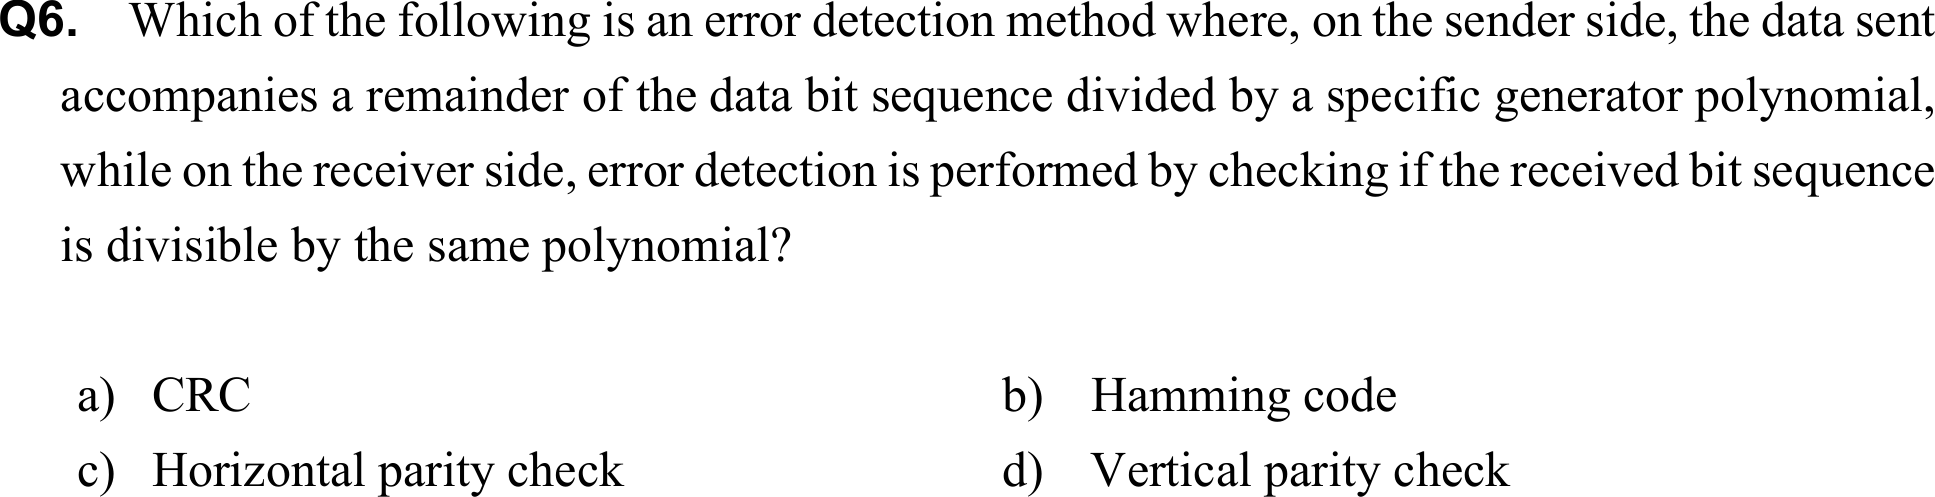 Q6. Which of the following is an error detection method where, on the sender side, the data sent
accompanies a remainder of the data bit sequence divided by a specific generator polynomial,
while on the receiver side, error detection is performed by checking if the received bit sequence
is divisible by the same polynomial?
a) CRC b) Hamming code
c) Horizontal parity check d) Vertical parity check